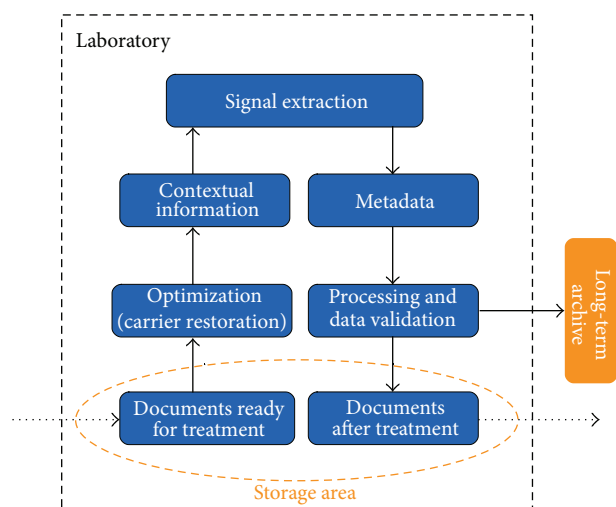 Laboratory
Signal extraction
Contextual
information
Metadata
Optimization
(carrier restoration)
Processing and
data validation
Long-term
archive
Documents ready
for treatment
Documents
after treatment
Storage area